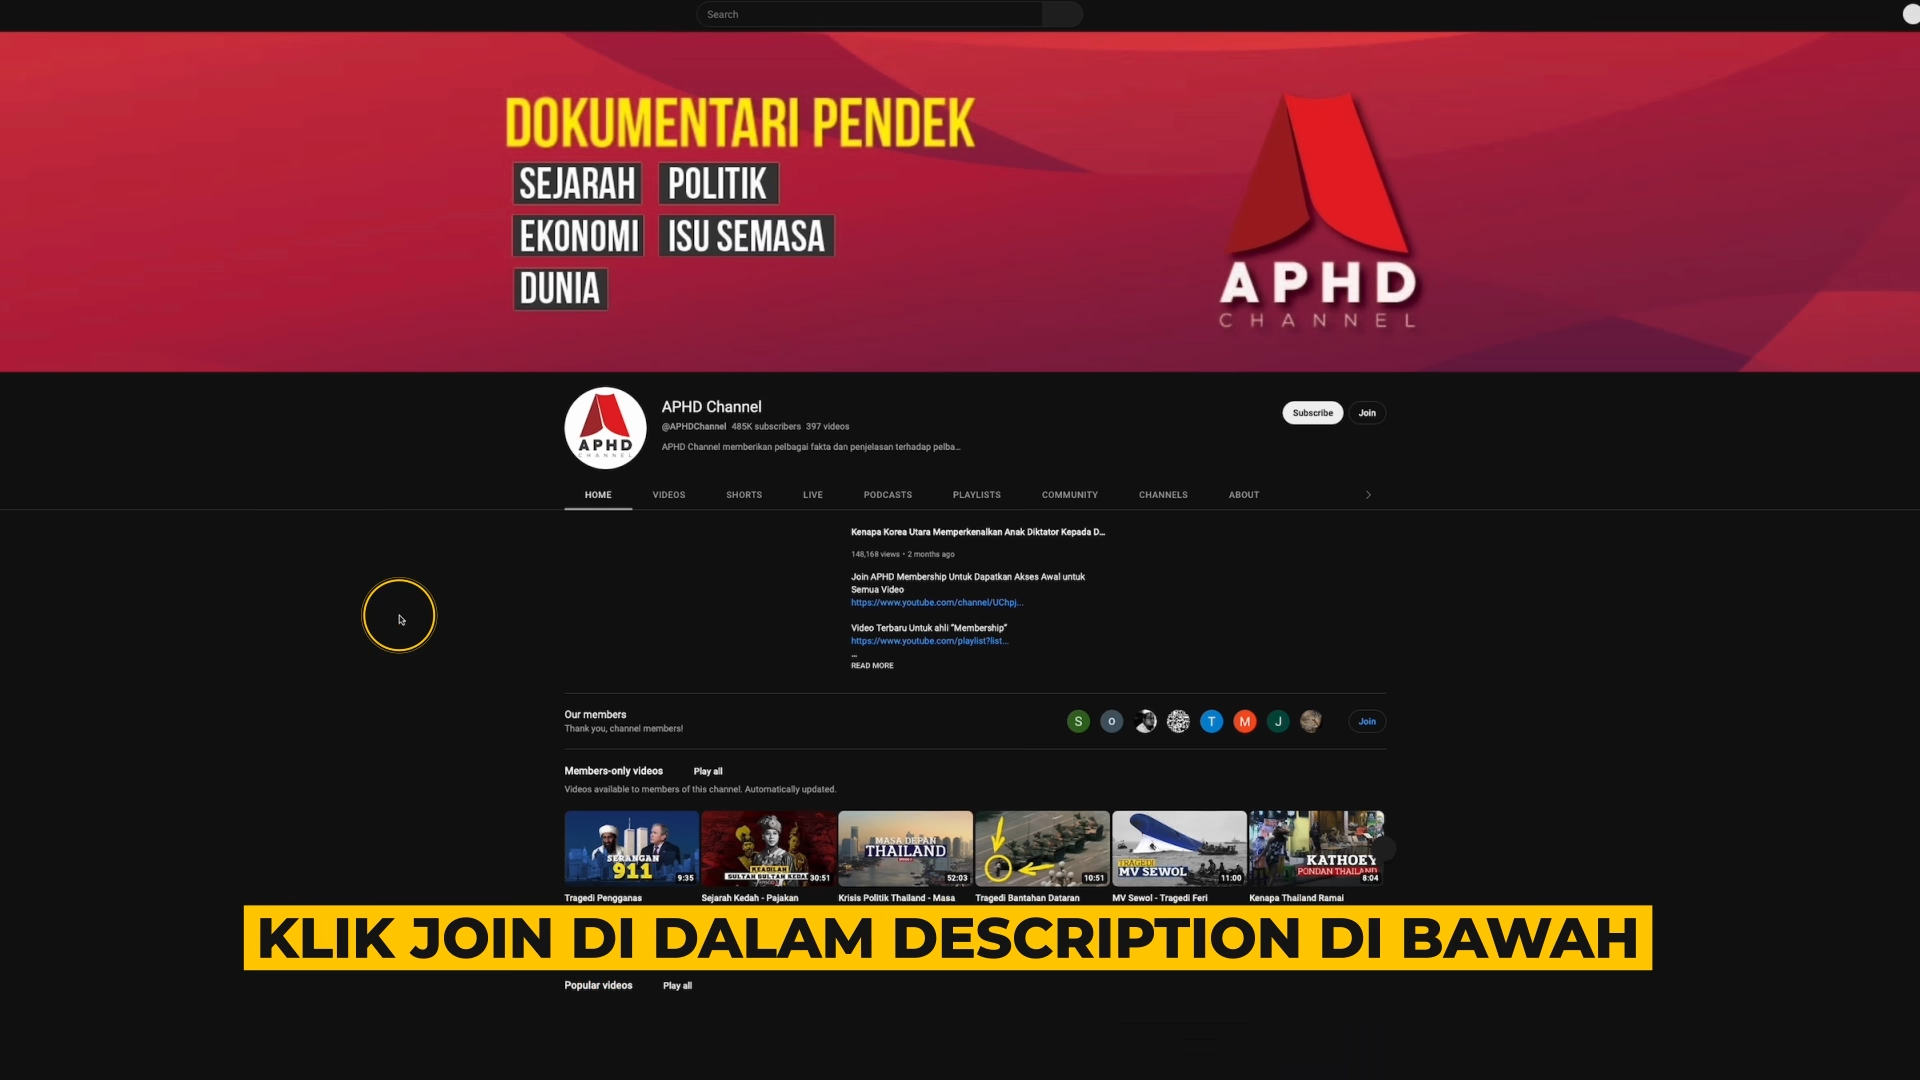 Search
DOKUMENTARI PENDEK
SEJARAH POLITIK
EKONOMI ISU SEMASA
DUNIA
APHD
CHANNEL
APHD
CHANNEL
APHD Channel
@APHDChannel 485K subscribers 397 videos
APHD Channel memberikan pelbagai fakta dan penjelasan terhadap pelba...
Subscribe
Join
HOME VIDEOS SHORTS LIVE PODCASTS PLAYLISTS COMMUNITY CHANNELS ABOUT
Kenapa Korea Utara Memperkenalkan Anak Diktator Kepada D...
148,168 views • 2 months ago
Join APHD Membership Untuk Dapatkan Akses Awal untuk
Semua Video
https://www.youtube.com/channel/UChpj...
Video Terbaru Untuk ahli "Membership"
https://www.youtube.com/playlist?list...
...
READ MORE
Our members
Thank you, channel members!
S O T M J
Join
Members-only videos Play all
Videos available to members of this channel. Automatically updated.
SERANGAN
911
9:35
KEADILAN
SULTAN SULTAN KEDAH
30:51
MASA DEPAN
THAILAND
52:03
10:51
TRAGEDI
MV SEWOL
11:00
KATHOEY
PONDAN THAILAND
8:04
Tragedi Pengganas
Sejarah Kedah - Pajakan
Krisis Politik Thailand - Masa
Tragedi Bantahan Dataran
MV Sewol - Tragedi Feri
Kenapa Thailand Ramai
KLIK JOIN DI DALAM DESCRIPTION DI BAWAH
Popular videos Play all